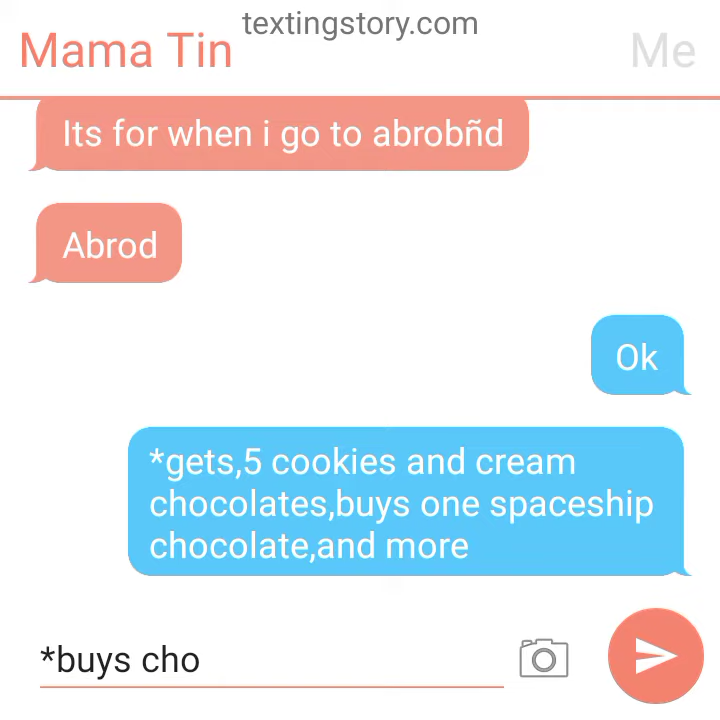 textingstory.com
Mama Tin
Me
Its for when i go to abrobñd
Abrod
Ok
*gets,5 cookies and cream
chocolates,buys one spaceship
chocolate,and more
*buys cho